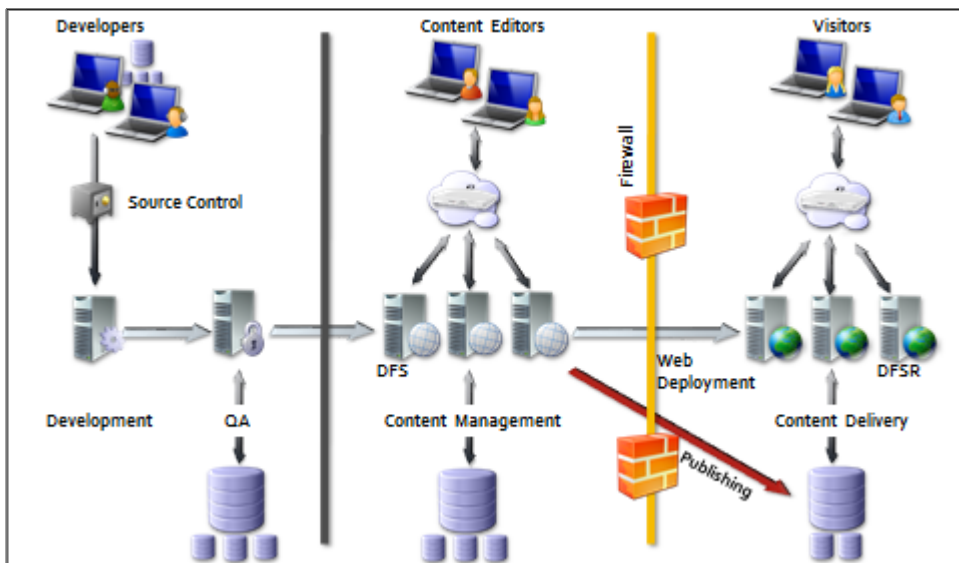 Developers
Content Editors
Visitors
Firewall
Source Control
DFS
DFSR
Web
Deployment
Development
QA
Content Management
Content Delivery
Publishing